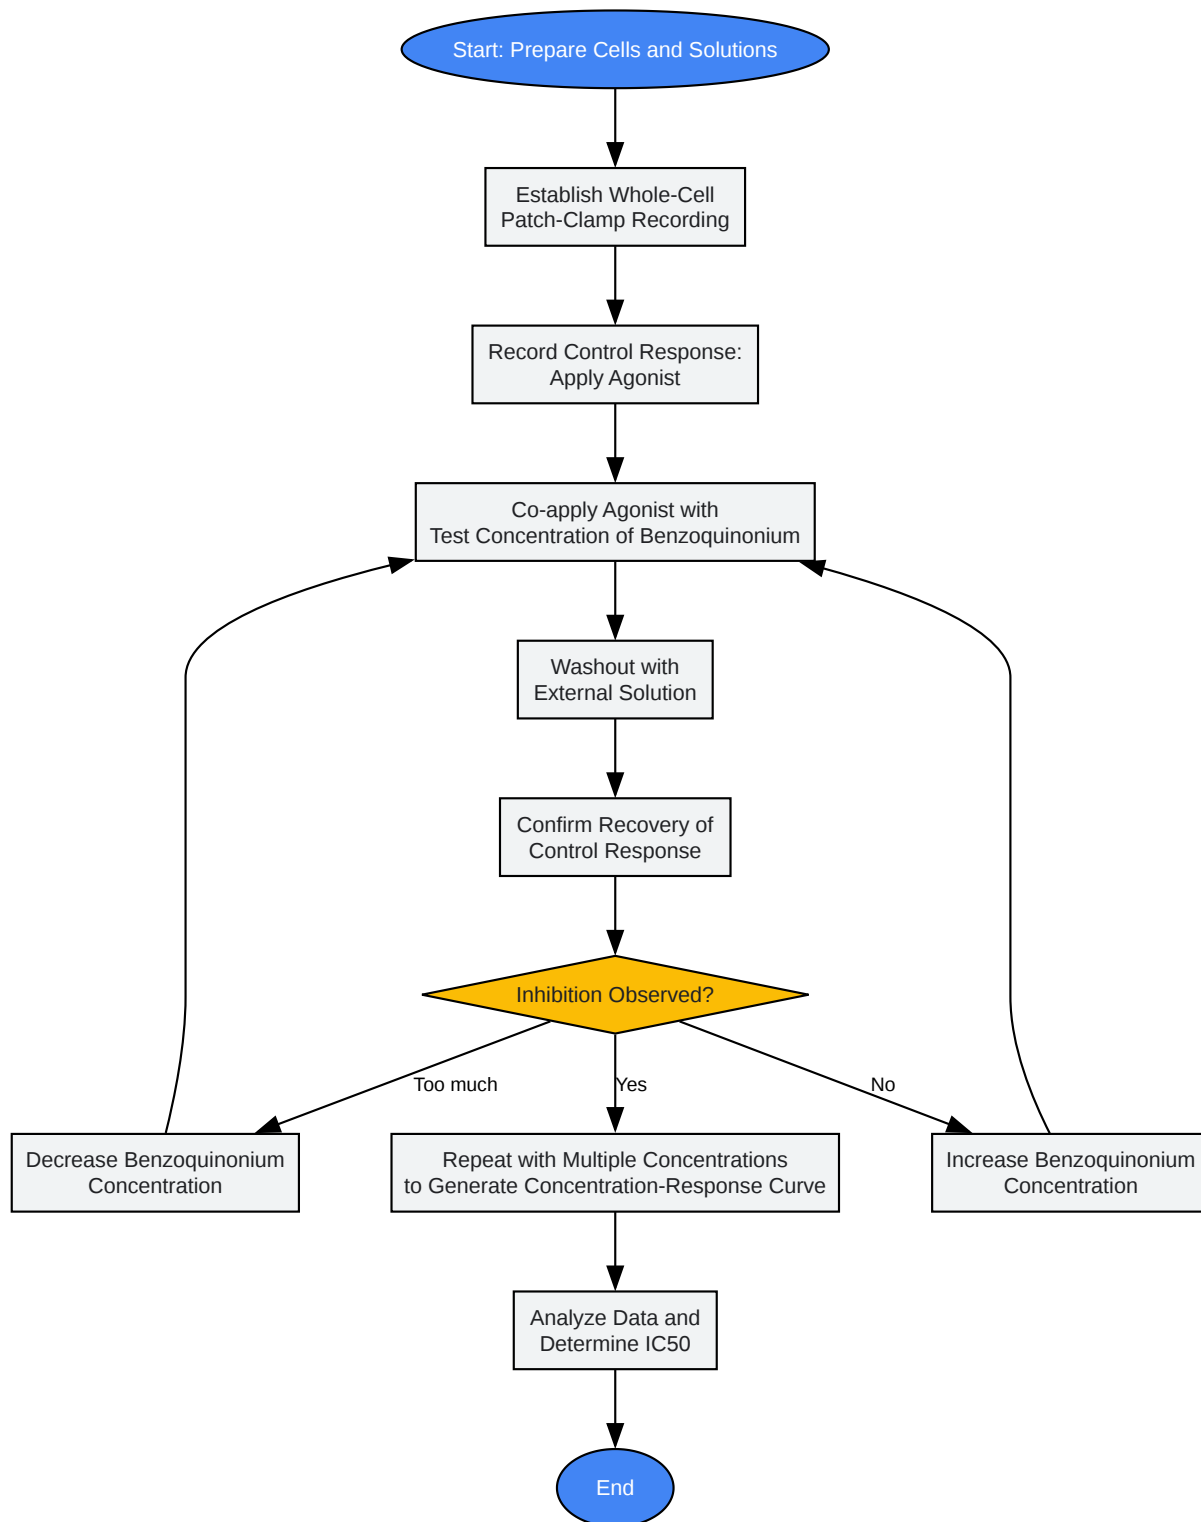 Start: Prepare Cells and Solutions
Establish Whole-Cell
Patch-Clamp Recording
Record Control Response:
Apply Agonist
Co-apply Agonist with
Test Concentration of Benzoquinonium
Washout with
External Solution
Confirm Recovery of
Control Response
Inhibition Observed?
Too much
Yes
No
Decrease Benzoquinonium
Concentration
Repeat with Multiple Concentrations
to Generate Concentration-Response Curve
Increase Benzoquinonium
Concentration
Analyze Data and
Determine IC50
End